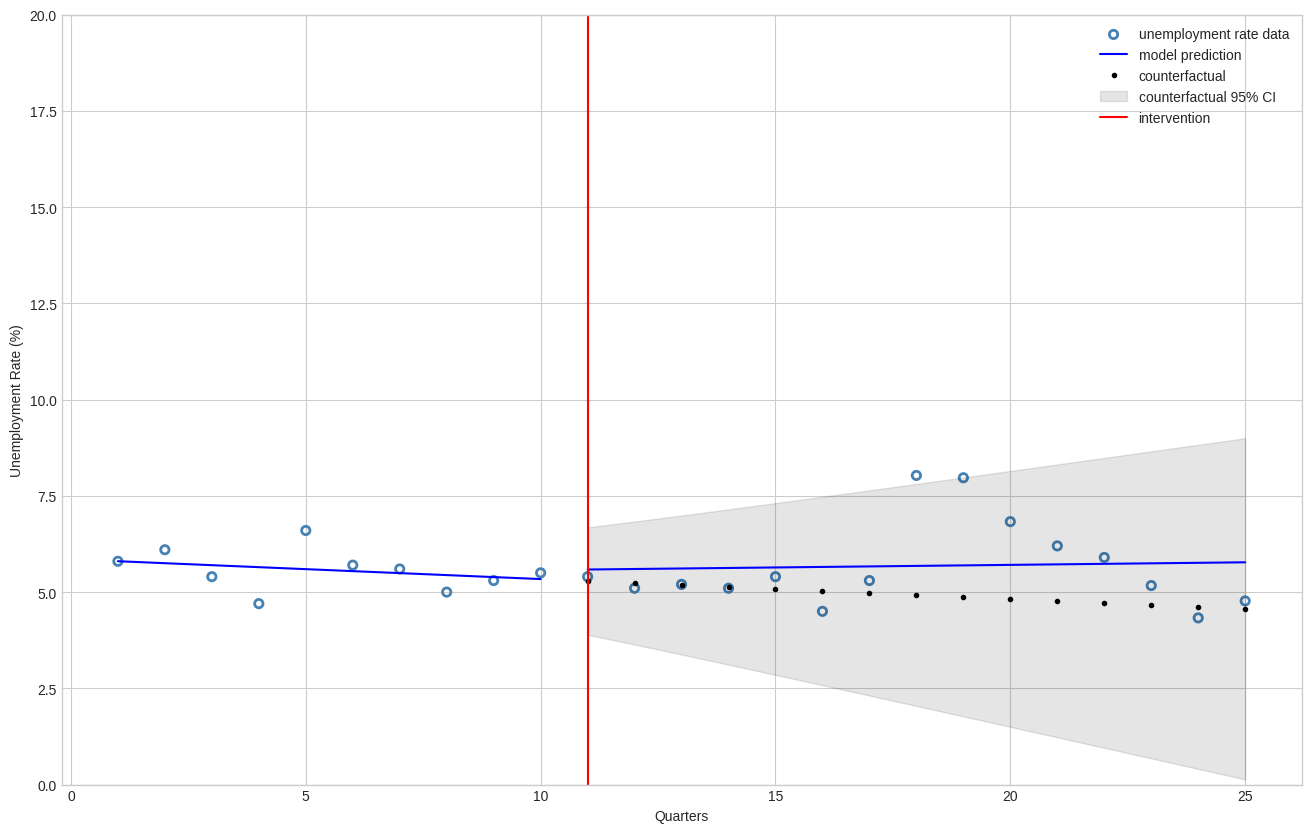 20.0
17.5
15.0
12.5
10.0
7.5
5.0
2.5
0.0
Unemployment Rate (%)
unemployment rate data
model prediction
counterfactual
counterfactual 95% CI
intervention
0
5
10
15
20
25
Quarters